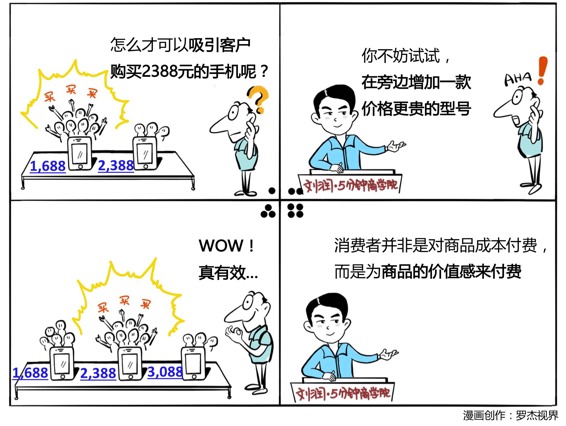 怎么才可以吸引客户
购买2388元的手机呢？
买 买 买
1,688
2,388
你不妨试试，
在旁边增加一款
价格更贵的型号
AHA
刘润·5分钟商学院
WOW！
真有效...
买 买 买
1,688
2,388
3,088
消费者并非是对商品成本付费，
而是为商品的价值感来付费
刘润·5分钟商学院
漫画创作：罗杰视界